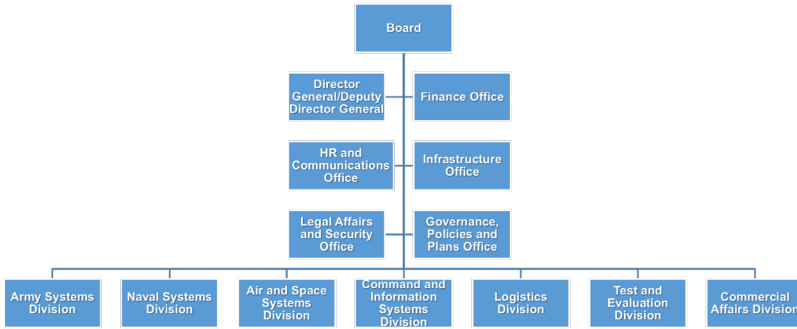 Board
Director
General/Deputy
Director General
Finance Office
HR and
Communications
Office
Infrastructure
Office
Legal Affairs
and Security
Office
Governance,
Policies and
Plans Office
Army Systems
Division
Naval Systems
Division
Air and Space
Systems
Division
Command and
Information
Systems
Division
Logistics
Division
Test and
Evaluation
Division
Commercial
Affairs Division